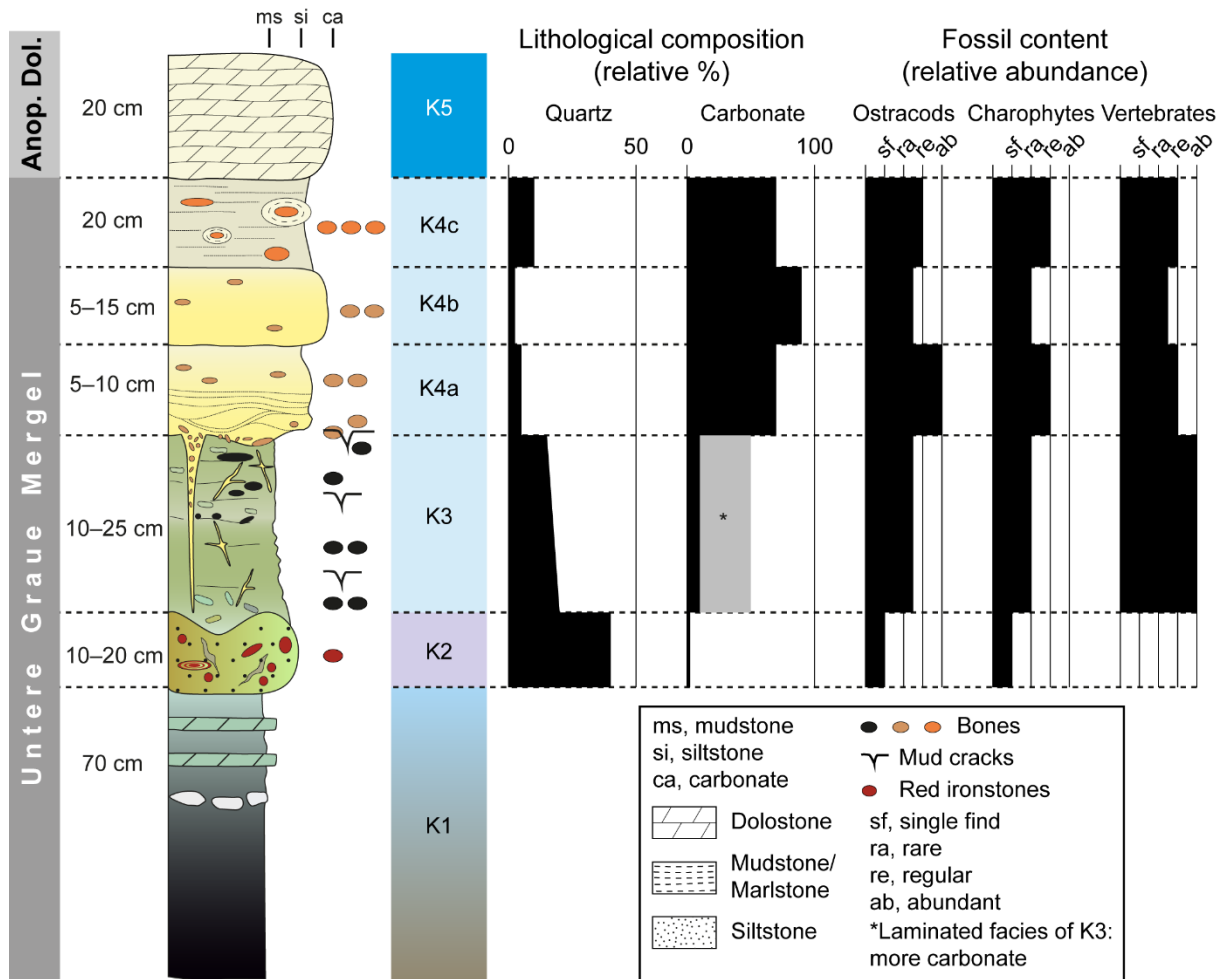 ms si ca
Lithological composition
(relative %)
Fossil content
(relative abundance)
Quartz
Carbonate
Ostracods
Charophytes
Vertebrates
0 50
0 100
sf ra re ab
sf ra re ab
sf ra re ab
Anop. Dol.
Untere Graue Mergel
20 cm
K5
20 cm
K4c
5–15 cm
K4b
5–10 cm
K4a
10–25 cm
K3
*
10–20 cm
K2
70 cm
K1
ms, mudstone
si, siltstone
ca, carbonate
Dolostone
Mudstone/
Marlstone
Siltstone
Bones
Mud cracks
Red ironstones
sf, single find
ra, rare
re, regular
ab, abundant
*Laminated facies of K3:
more carbonate